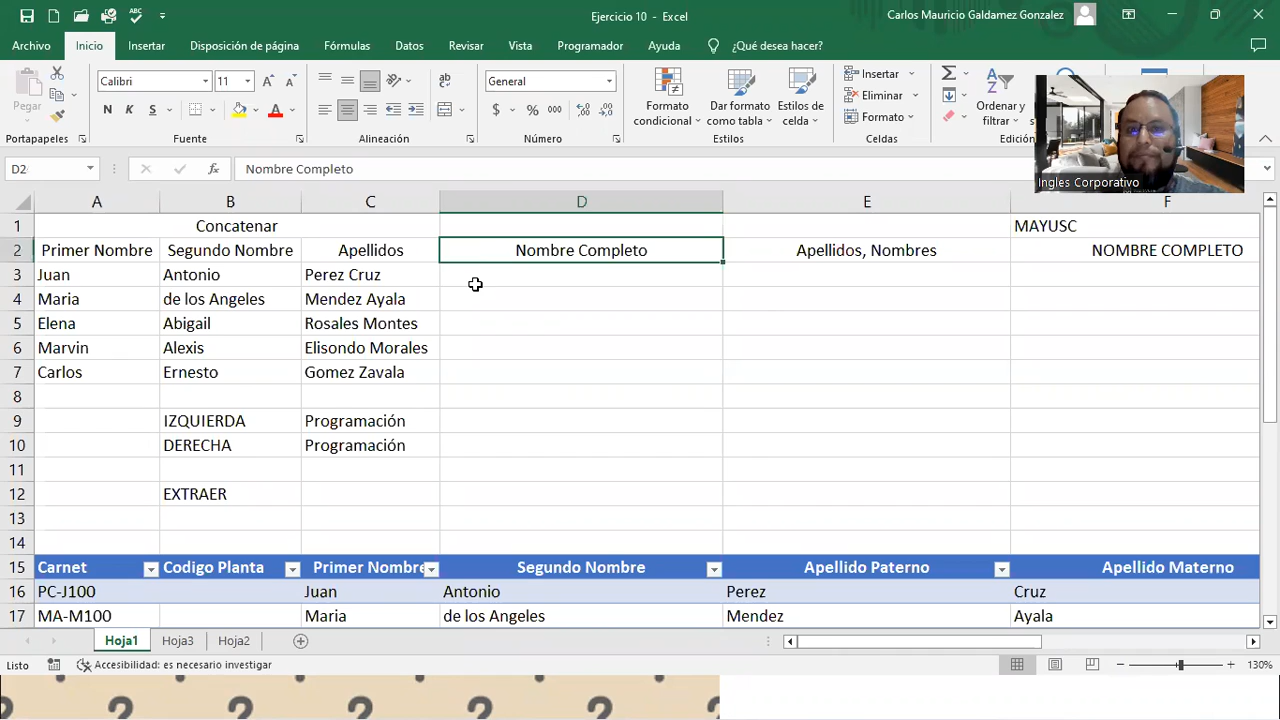 Ejercicio 10 - Excel
Carlos Mauricio Galdamez Gonzalez
Archivo Inicio Insertar Disposición de página Fórmulas Datos Revisar Vista Programador Ayuda ¿Qué desea hacer?
Pegar
Calibri 11
N K S
ab
General
$ % 000
Formato condicional
Dar formato como tabla
Estilos de celda
Insertar
Eliminar
Formato
Ordenar y filtrar
Portapapeles Fuente Alineación Número Estilos Celdas Edición
Ingles Corporativo
D2 fx Nombre Completo
A B C D E F
1 Concatenar MAYUSC
2 Primer Nombre Segundo Nombre Apellidos Nombre Completo Apellidos, Nombres NOMBRE COMPLETO
3 Juan Antonio Perez Cruz
4 Maria de los Angeles Mendez Ayala
5 Elena Abigail Rosales Montes
6 Marvin Alexis Elisondo Morales
7 Carlos Ernesto Gomez Zavala
8
9 IZQUIERDA Programación
10 DERECHA Programación
11
12 EXTRAER
13
14
15 Carnet Codigo Planta Primer Nombre Segundo Nombre Apellido Paterno Apellido Materno
16 PC-J100 Juan Antonio Perez Cruz
17 MA-M100 Maria de los Angeles Mendez Ayala
Hoja1 Hoja3 Hoja2
Listo Accesibilidad: es necesario investigar 130%
? ? ? ? ? ? ?